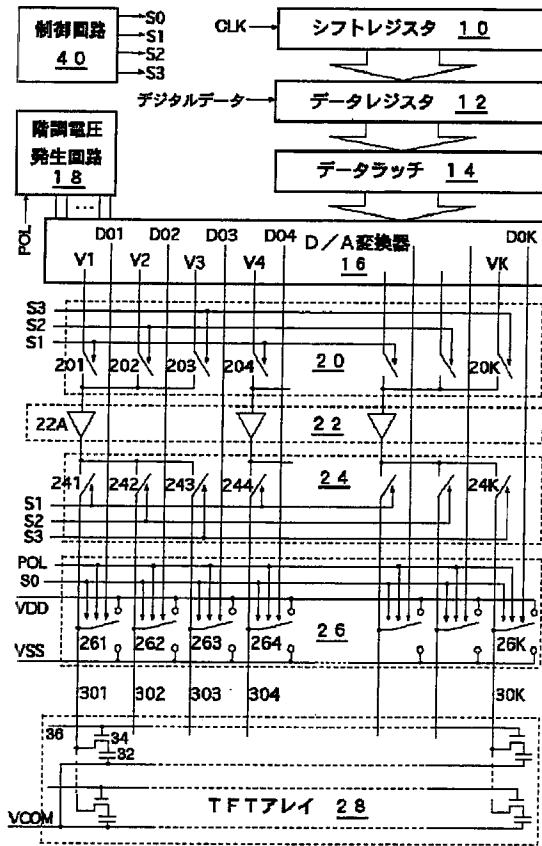 制御回路
40
S0
S1
S2
S3
CLK
シフトレジスタ 10
デジタルデータ
データレジスタ 12
データラッチ 14
階調電圧
発生回路
18
POL
D01 D02 D03 D04 D/A変換器 D0K
V1 V2 V3 V4 16 VK
S3
S2
S1
201 202 203 204 20 20K
22A 22
241 242 243 244 24 24K
S1
S2
S3
POL
S0
VDD
261 262 263 264 26 26K
VSS
301 302 303 304 30K
36
34
32
TFTアレイ 28
VCOM